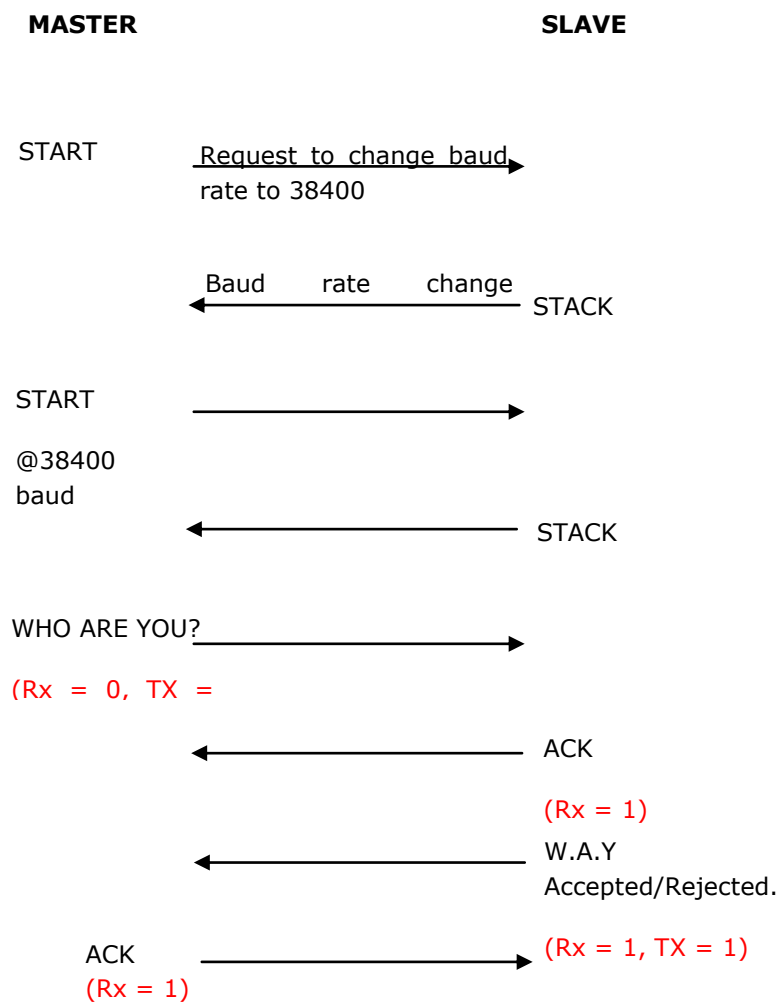 MASTER
SLAVE
START
Request to change baud
rate to 38400
Baud rate change
STACK
START
@38400
baud
STACK
WHO ARE YOU?
(Rx = 0, TX =
ACK
(Rx = 1)
W.A.Y
Accepted/Rejected.
(Rx = 1, TX = 1)
ACK
(Rx = 1)